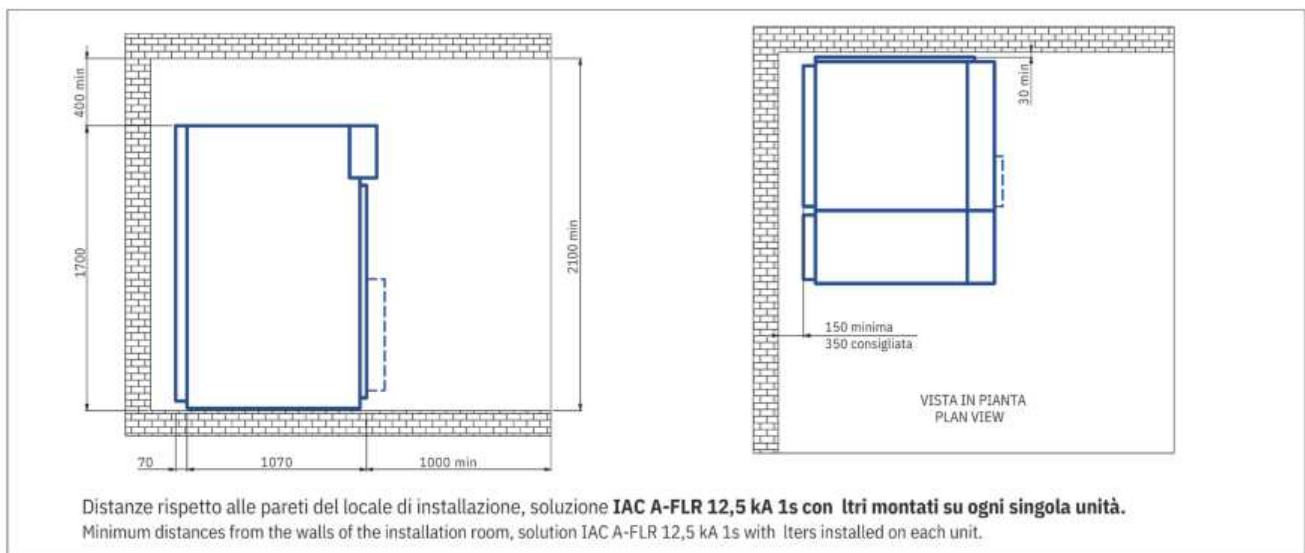 400 min
1700
2100 min
70
1070
1000 min
30 min
150 minima
350 consigliata
VISTA IN PIANTA
PLAN VIEW
Distanze rispetto alle pareti del locale di installazione, soluzione IAC A-FLR 12,5 kA 1s con ltri montati su ogni singola unità.
Minimum distances from the walls of the installation room, solution IAC A-FLR 12,5 kA 1s with lters installed on each unit.